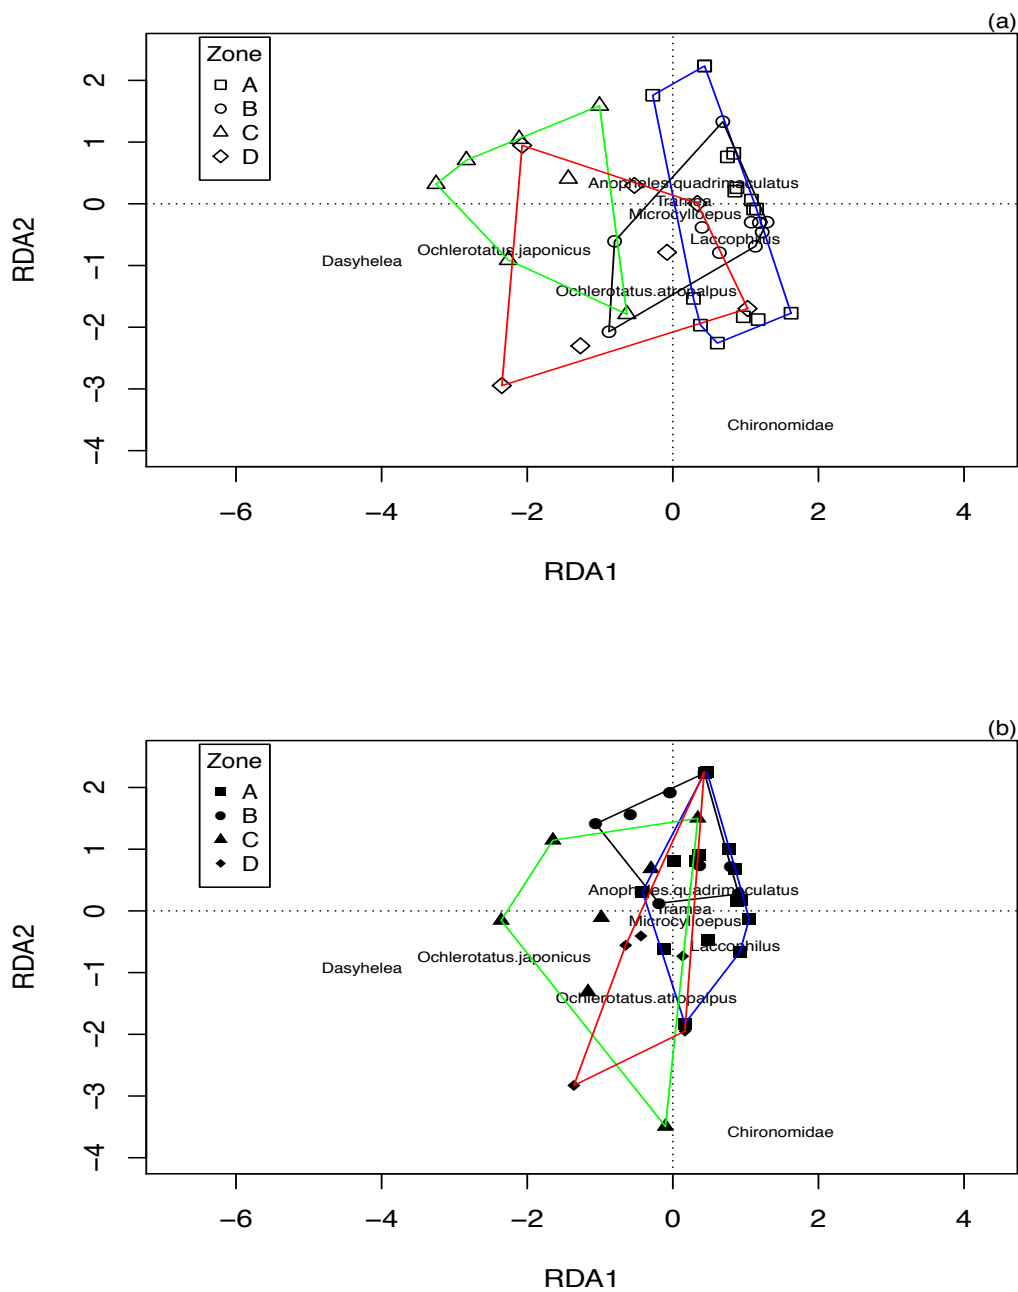 (a)
Zone
A
B
C
D
2
1
0
−1
−2
−3
−4
RDA2
Anopheles.quadrimaculatus
Tramea
Microcylloepus
Laccophilus
Ochlerotatus.japonicus
Dasyhelea
Ochlerotatus.atropalpus
Chironomidae
−6 −4 −2 0 2 4
RDA1
(b)
Zone
A
B
C
D
2
1
0
−1
−2
−3
−4
RDA2
Anopheles.quadrimaculatus
Tramea
Microcylloepus
Laccophilus
Ochlerotatus.japonicus
Dasyhelea
Ochlerotatus.atropalpus
Chironomidae
−6 −4 −2 0 2 4
RDA1